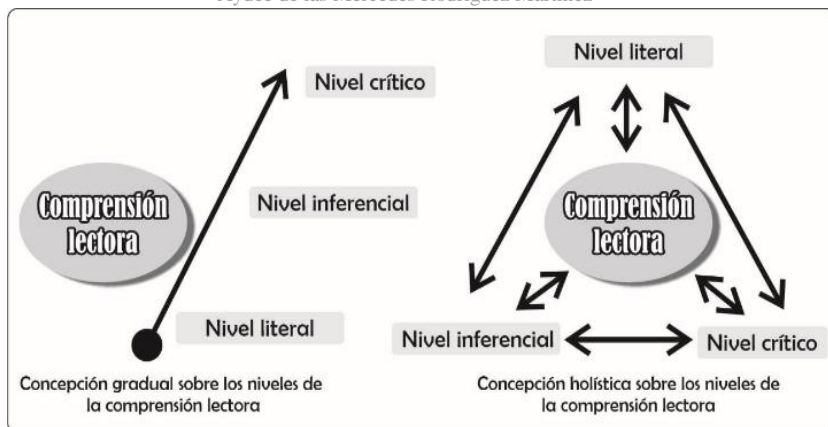 Nivel crítico
Comprensión
lectora
Nivel inferencial
Nivel literal
Concepción gradual sobre los niveles de
la comprensión lectora
Nivel literal
Comprensión
lectora
Nivel inferencial
Nivel crítico
Concepción holística sobre los niveles de
la comprensión lectora